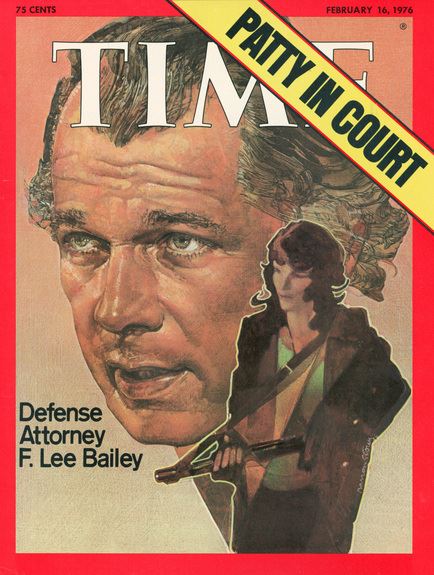 75 CENTS
FEBRUARY 16, 1976
PATTY IN COURT
TIME
®
Defense
Attorney
F. Lee Bailey